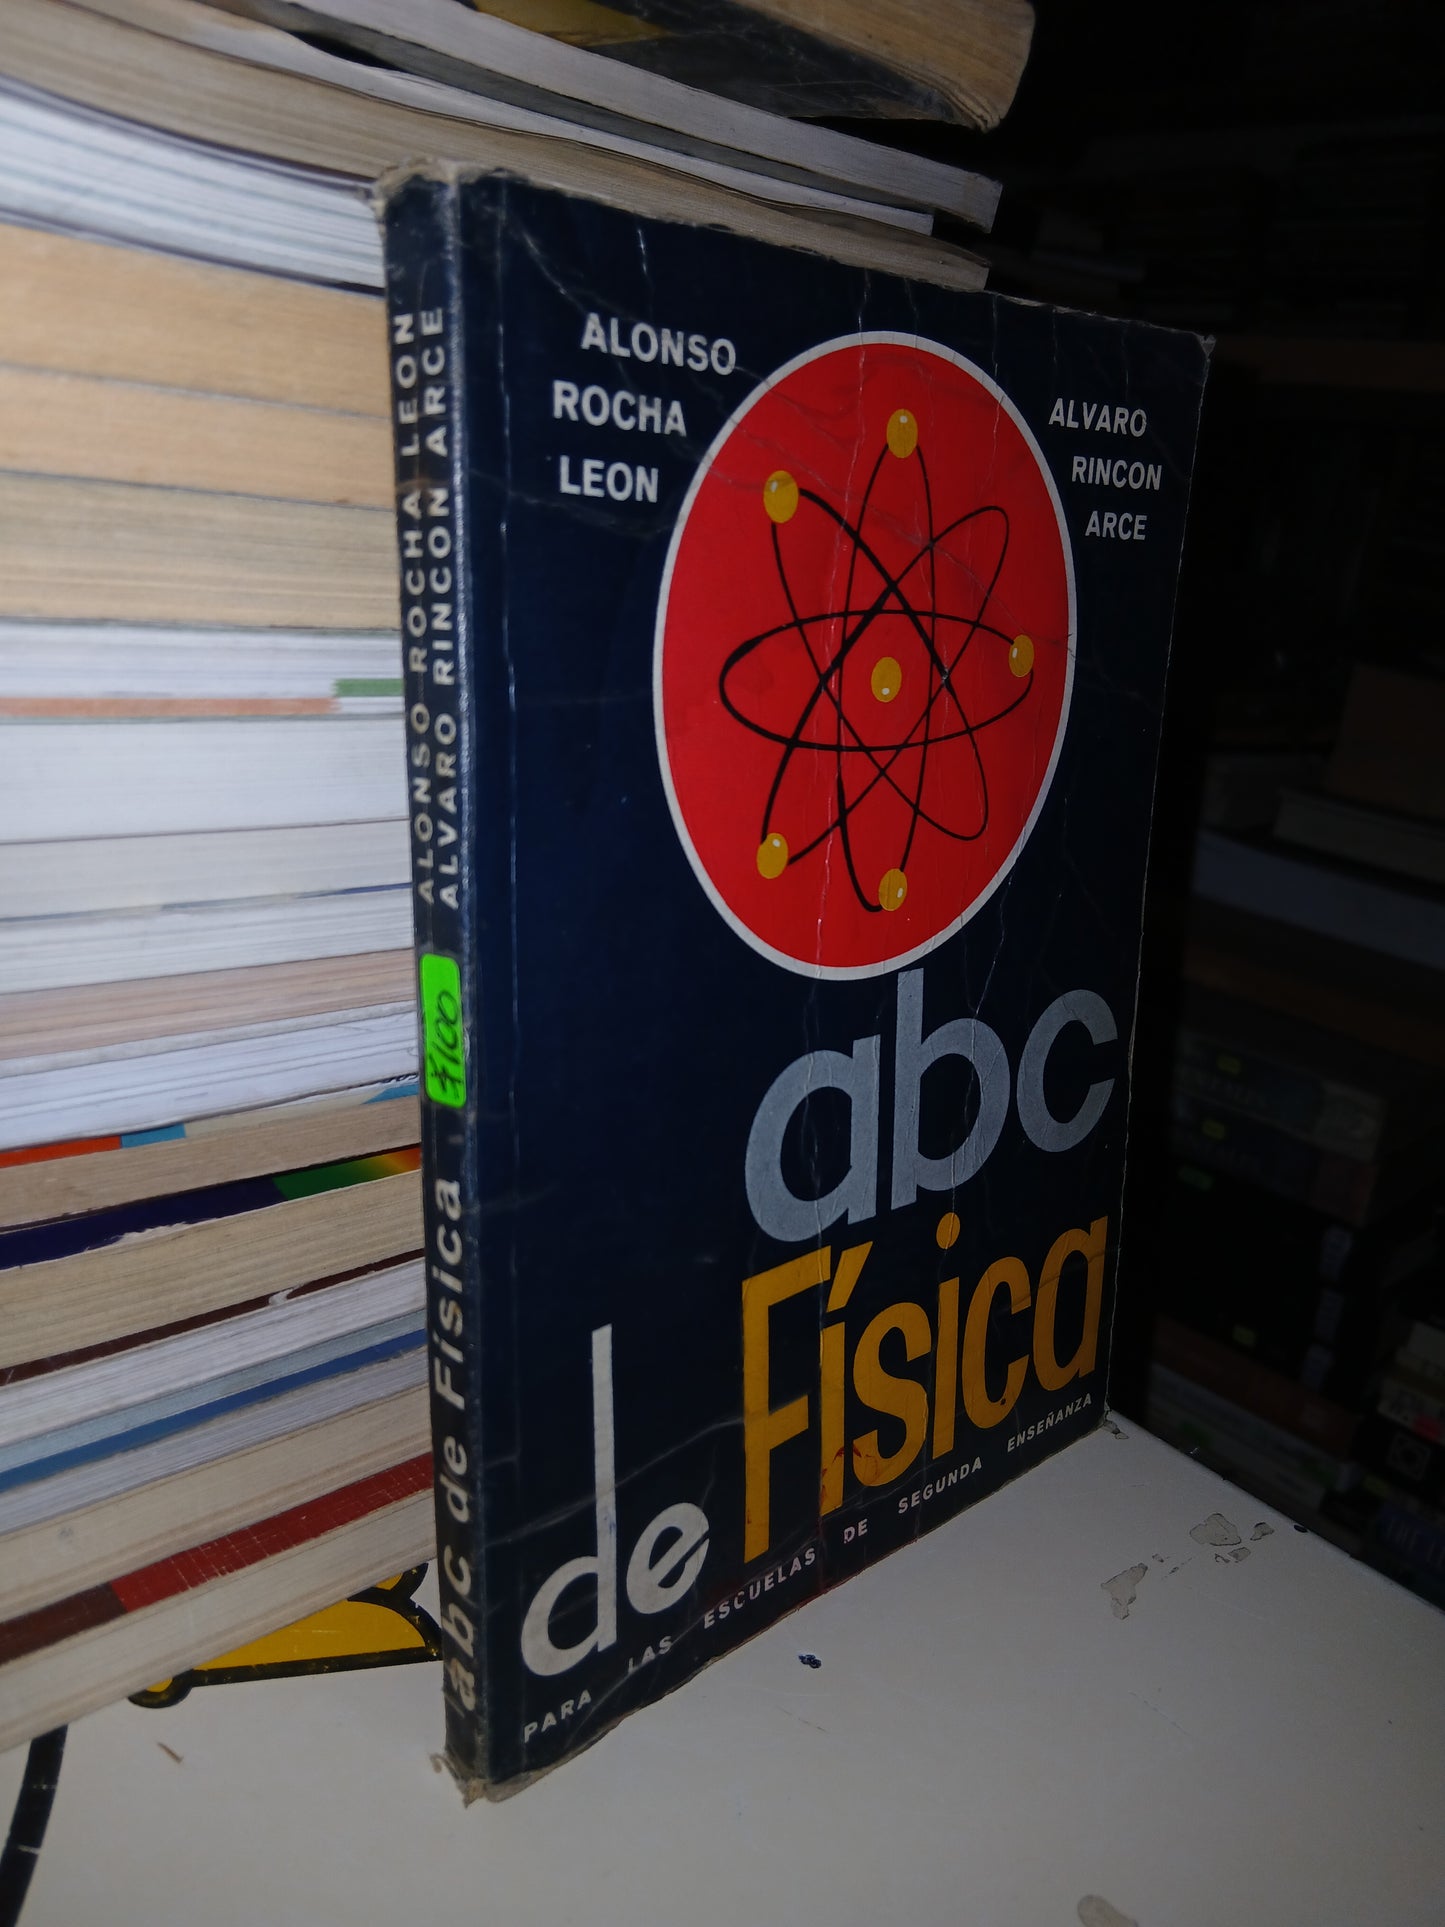 ALONSO ROCHA LEON
ALVARO RINCON ARCE
$100
abc de Física
ALONSO
ROCHA
LEON
ALVARO
RINCON
ARCE
abc
de Física
PARA LAS ESCUELAS DE SEGUNDA ENSEÑANZA